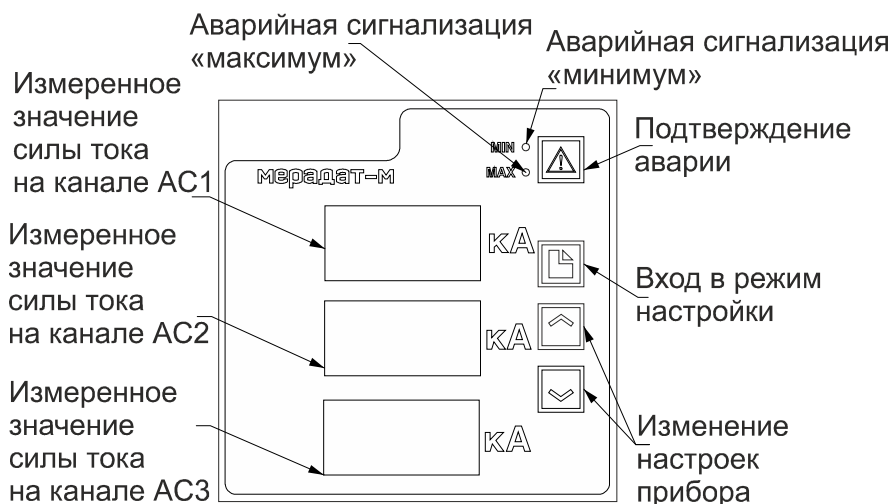 Аварийная сигнализация
«максимум»
Аварийная сигнализация
«минимум»
Измеренное
значение
силы тока
на канале АС1
MIN
MAX
Подтверждение
аварии
мерадат-м
кА
Измеренное
значение
силы тока
на канале АС2
Вход в режим
настройки
кА
Измеренное
значение
силы тока
на канале АС3
кА
Изменение
настроек
прибора